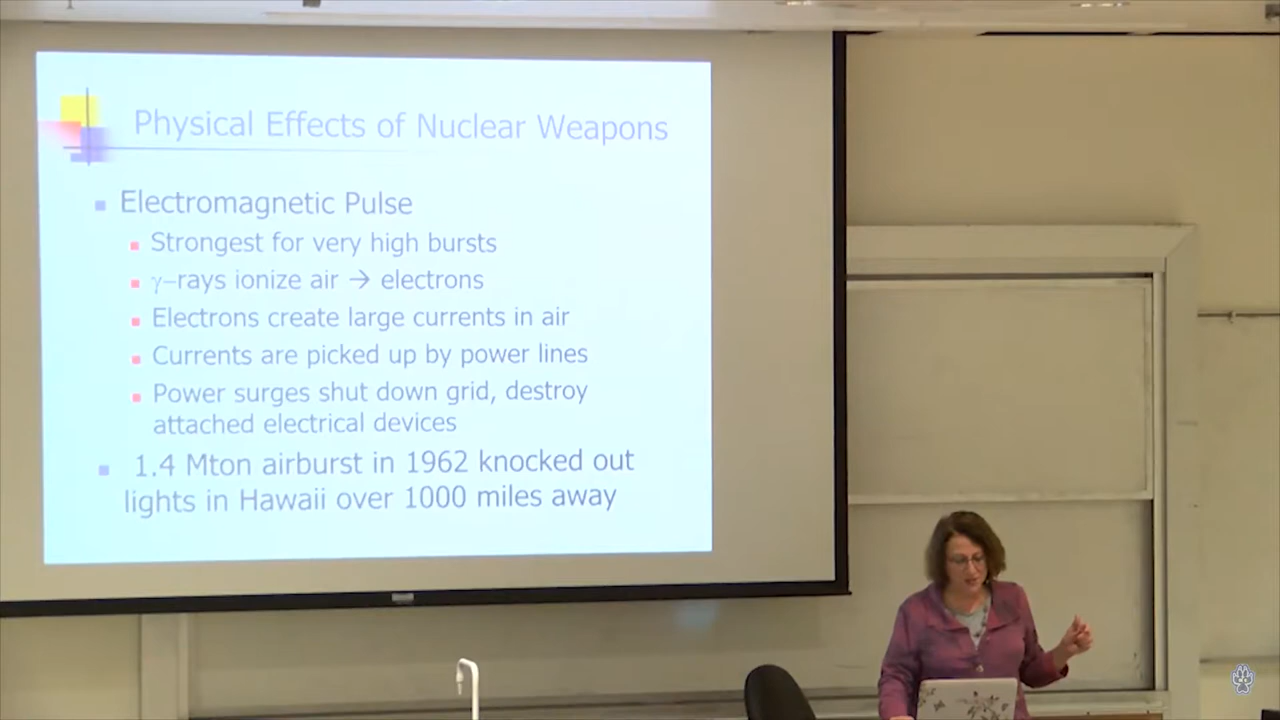 Physical Effects of Nuclear Weapons
Electromagnetic Pulse
Strongest for very high bursts
γ–rays ionize air → electrons
Electrons create large currents in air
Currents are picked up by power lines
Power surges shut down grid, destroy
attached electrical devices
1.4 Mton airburst in 1962 knocked out
lights in Hawaii over 1000 miles away